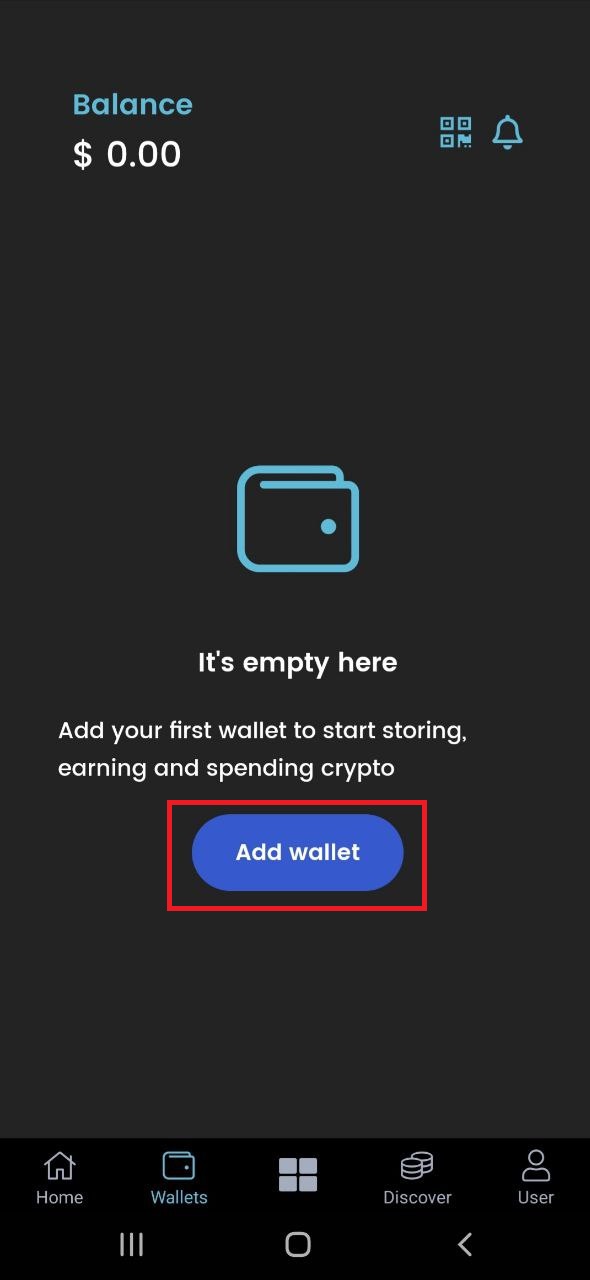 Balance
$ 0.00
It's empty here
Add your first wallet to start storing,
earning and spending crypto
Add wallet
Home
Wallets
Discover
User